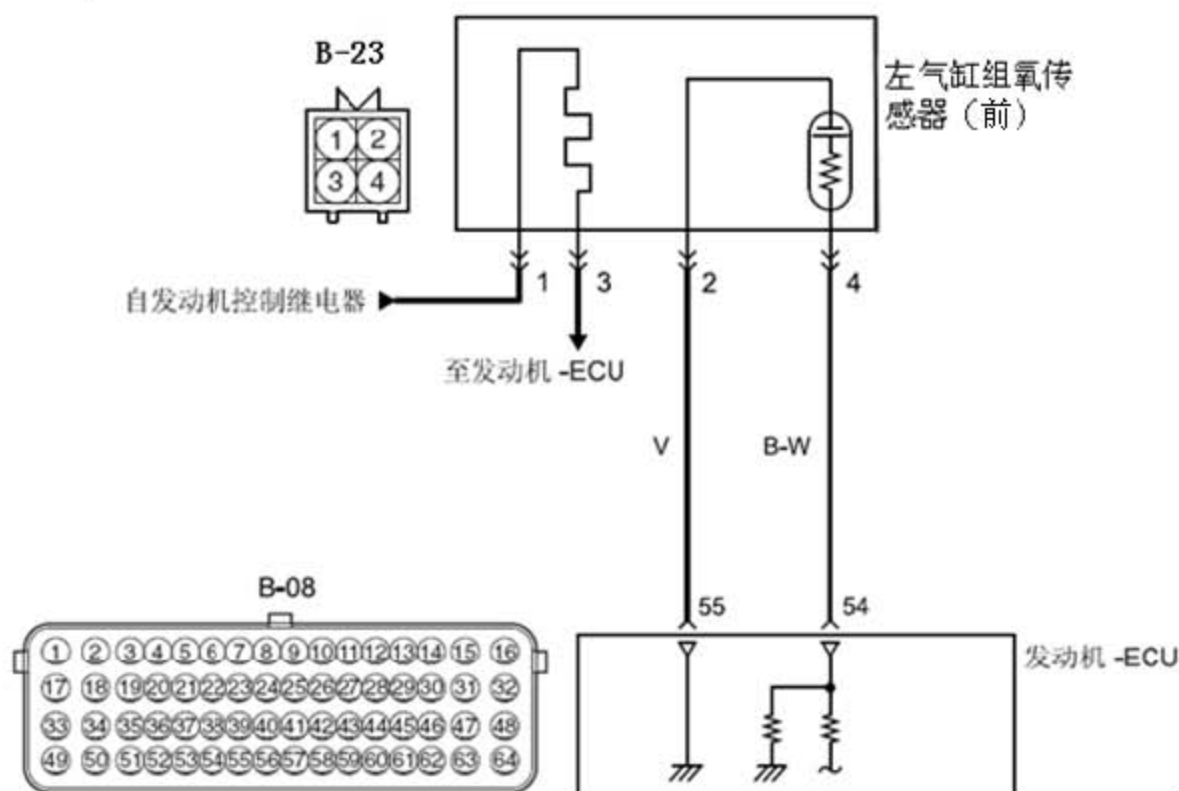 B-23
1 2
3 4
左气缸组氧传
感器（前）
1 3 2 4
自发动机控制继电器
至发动机 -ECU
V B-W
55 54
发动机 -ECU
B-08
1 2 3 4 5 6 7 8 9 10 11 12 13 14 15 16
17 18 19 20 21 22 23 24 25 26 27 28 29 30 31 32
33 34 35 36 37 38 39 40 41 42 43 44 45 46 47 48
49 50 51 52 53 54 55 56 57 58 59 60 61 62 63 64